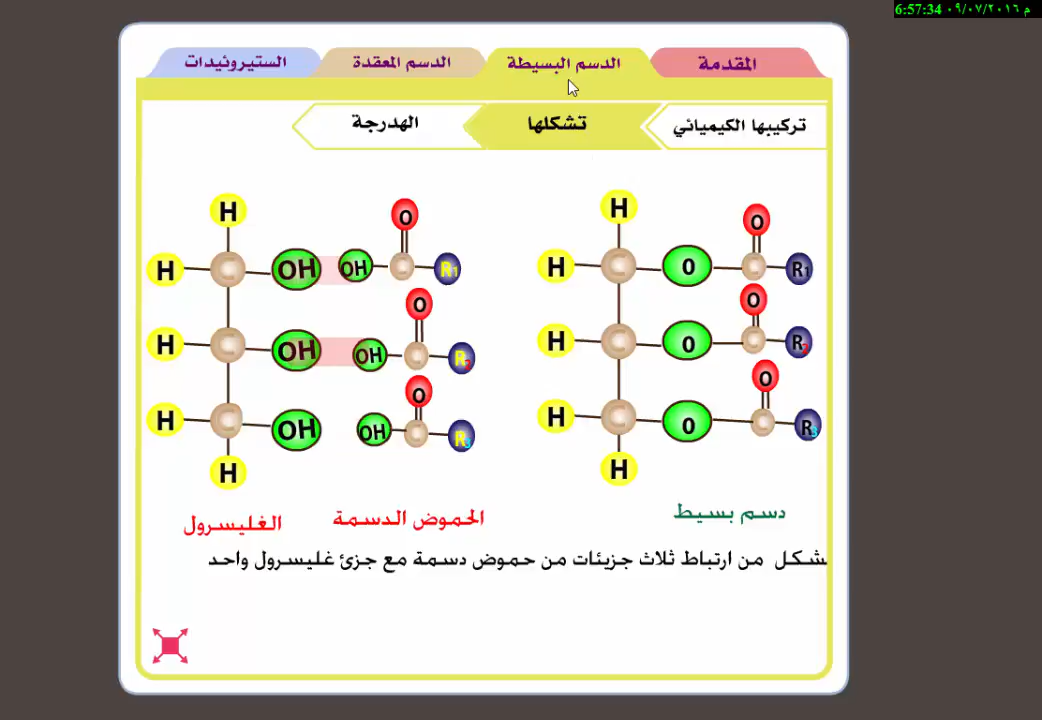 6:57:34 م ٠٩/٠٧/٢٠١٦
المقدمة الدسم البسيطة الدسم المعقدة الستيروئيدات
تركيبها الكيميائي تشكلها الهدرجة
H O H O
H C OH OH C R1 H C O C R1
O O
H C OH OH C R2 H C O C R2
O O
H C OH OH C R3 H C O C R3
H H
الغليسرول الحموض الدسمة دسم بسيط
شكل من ارتباط ثلاث جزيئات من حموض دسمة مع جزئ غليسرول واحد